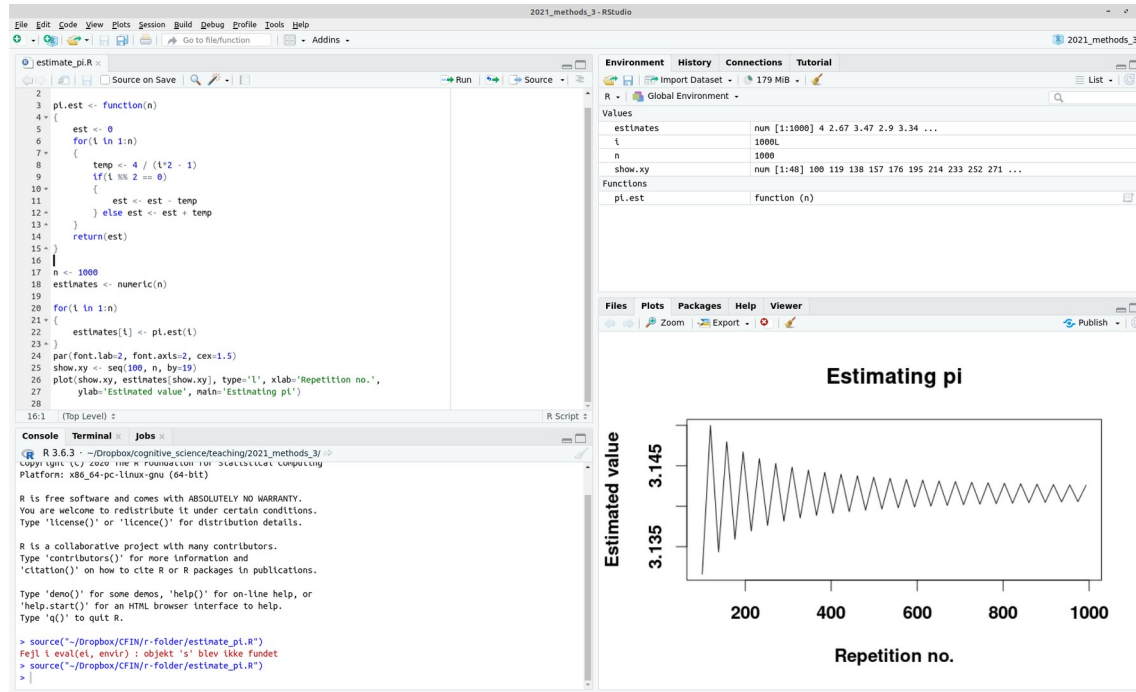 2021_methods_3 - RStudio
File Edit Code View Plots Session Build Debug Profile Tools Help
Go to file/function Addins
2021_methods_3
estimate_pi.R
Source on Save Run Source
2
3 pi.est <- function(n)
4 {
5 est <- 0
6 for(i in 1:n)
7 {
8 temp <- 4 / (i*2 - 1)
9 if(i %% 2 == 0)
10 {
11 est <- est - temp
12 } else est <- est + temp
13 }
14 return(est)
15 }
16
17 n <- 1000
18 estimates <- numeric(n)
19
20 for(i in 1:n)
21 {
22 estimates[i] <- pi.est(i)
23 }
24 par(font.lab=2, font.axis=2, cex=1.5)
25 show.xy <- seq(100, n, by=19)
26 plot(show.xy, estimates[show.xy], type='l', xlab='Repetition no.',
27 ylab='Estimated value', main='Estimating pi')
28
16:1 (Top Level) R Script
Console Terminal Jobs
R 3.6.3 · ~/Dropbox/cognitive_science/teaching/2021_methods_3/
Copyright (C) 2020 The R Foundation for Statistical Computing
Platform: x86_64-pc-linux-gnu (64-bit)
R is free software and comes with ABSOLUTELY NO WARRANTY.
You are welcome to redistribute it under certain conditions.
Type 'license()' or 'licence()' for distribution details.
R is a collaborative project with many contributors.
Type 'contributors()' for more information and
'citation()' on how to cite R or R packages in publications.
Type 'demo()' for some demos, 'help()' for on-line help, or
'help.start()' for an HTML browser interface to help.
Type 'q()' to quit R.
> source("~/Dropbox/CFIN/r-folder/estimate_pi.R")
Fejl i eval(ei, envir) : objekt 's' blev ikke fundet
> source("~/Dropbox/CFIN/r-folder/estimate_pi.R")
>
Environment History Connections Tutorial
Import Dataset 179 MiB List
R Global Environment
Values
estimates num [1:1000] 4 2.67 3.47 2.9 3.34 ...
i 1000L
n 1000
show.xy num [1:48] 100 119 138 157 176 195 214 233 252 271 ...
Functions
pi.est function (n)
Files Plots Packages Help Viewer
Zoom Export Publish
Estimating pi
Estimated value
3.145
3.135
200 400 600 800 1000
Repetition no.